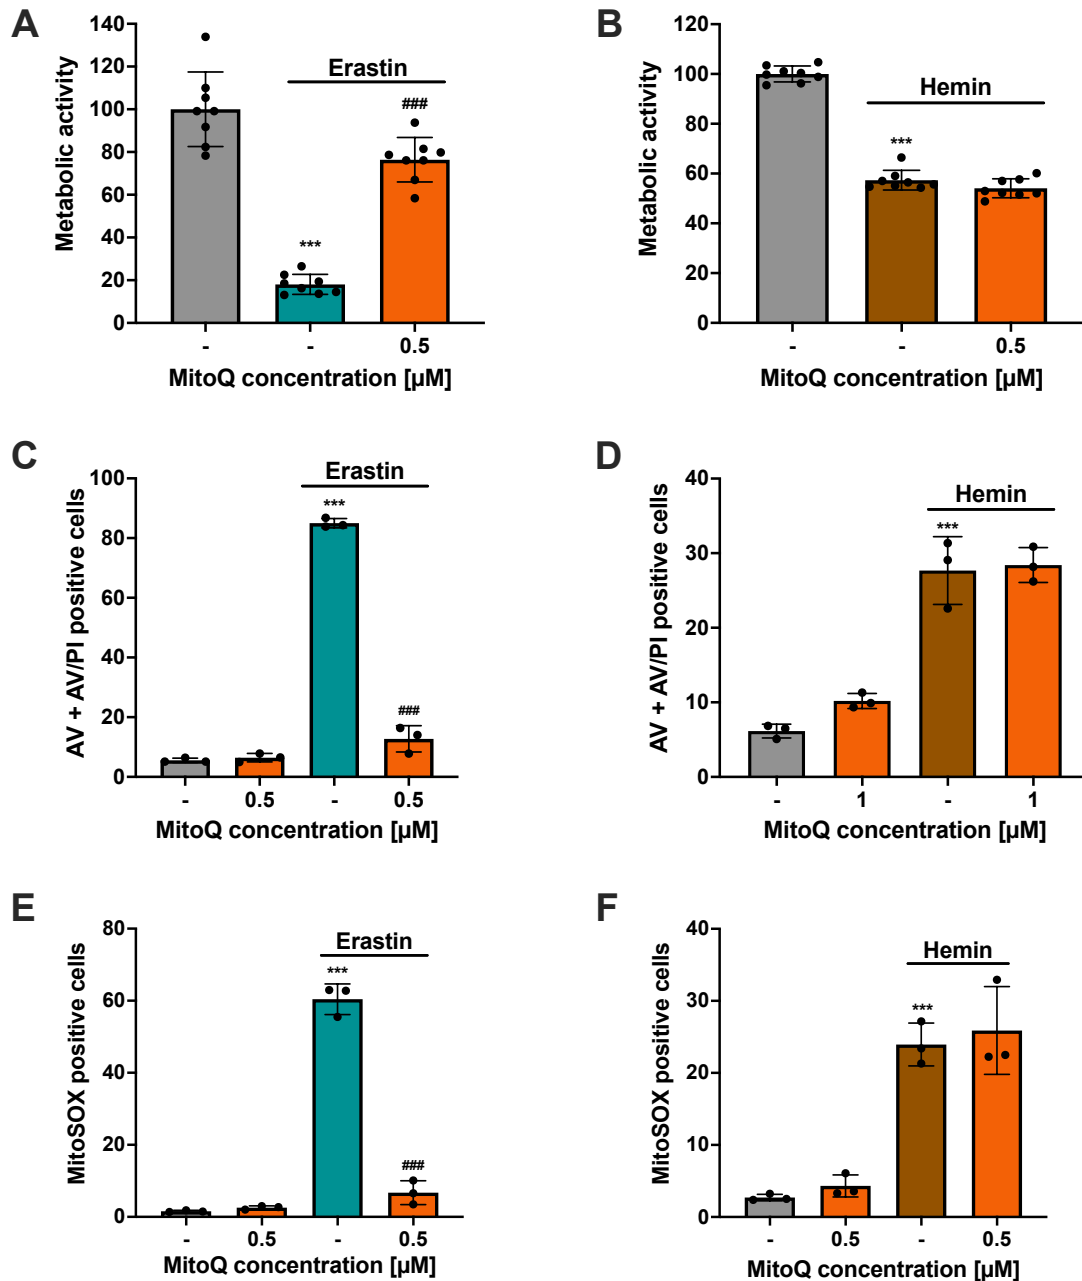 A
Metabolic activity
140
120
100
80
60
40
20
0
Erastin
***
###
- - 0.5
MitoQ concentration [µM]
B
Metabolic activity
120
100
80
60
40
20
0
Hemin
***
- - 0.5
MitoQ concentration [µM]
C
AV + AV/PI positive cells
100
80
60
40
20
0
Erastin
***
###
- 0.5 - 0.5
MitoQ concentration [µM]
D
AV + AV/PI positive cells
40
30
20
10
0
Hemin
***
- 1 - 1
MitoQ concentration [µM]
E
MitoSOX positive cells
80
60
40
20
0
Erastin
***
###
- 0.5 - 0.5
MitoQ concentration [µM]
F
MitoSOX positive cells
40
30
20
10
0
Hemin
***
- 0.5 - 0.5
MitoQ concentration [µM]